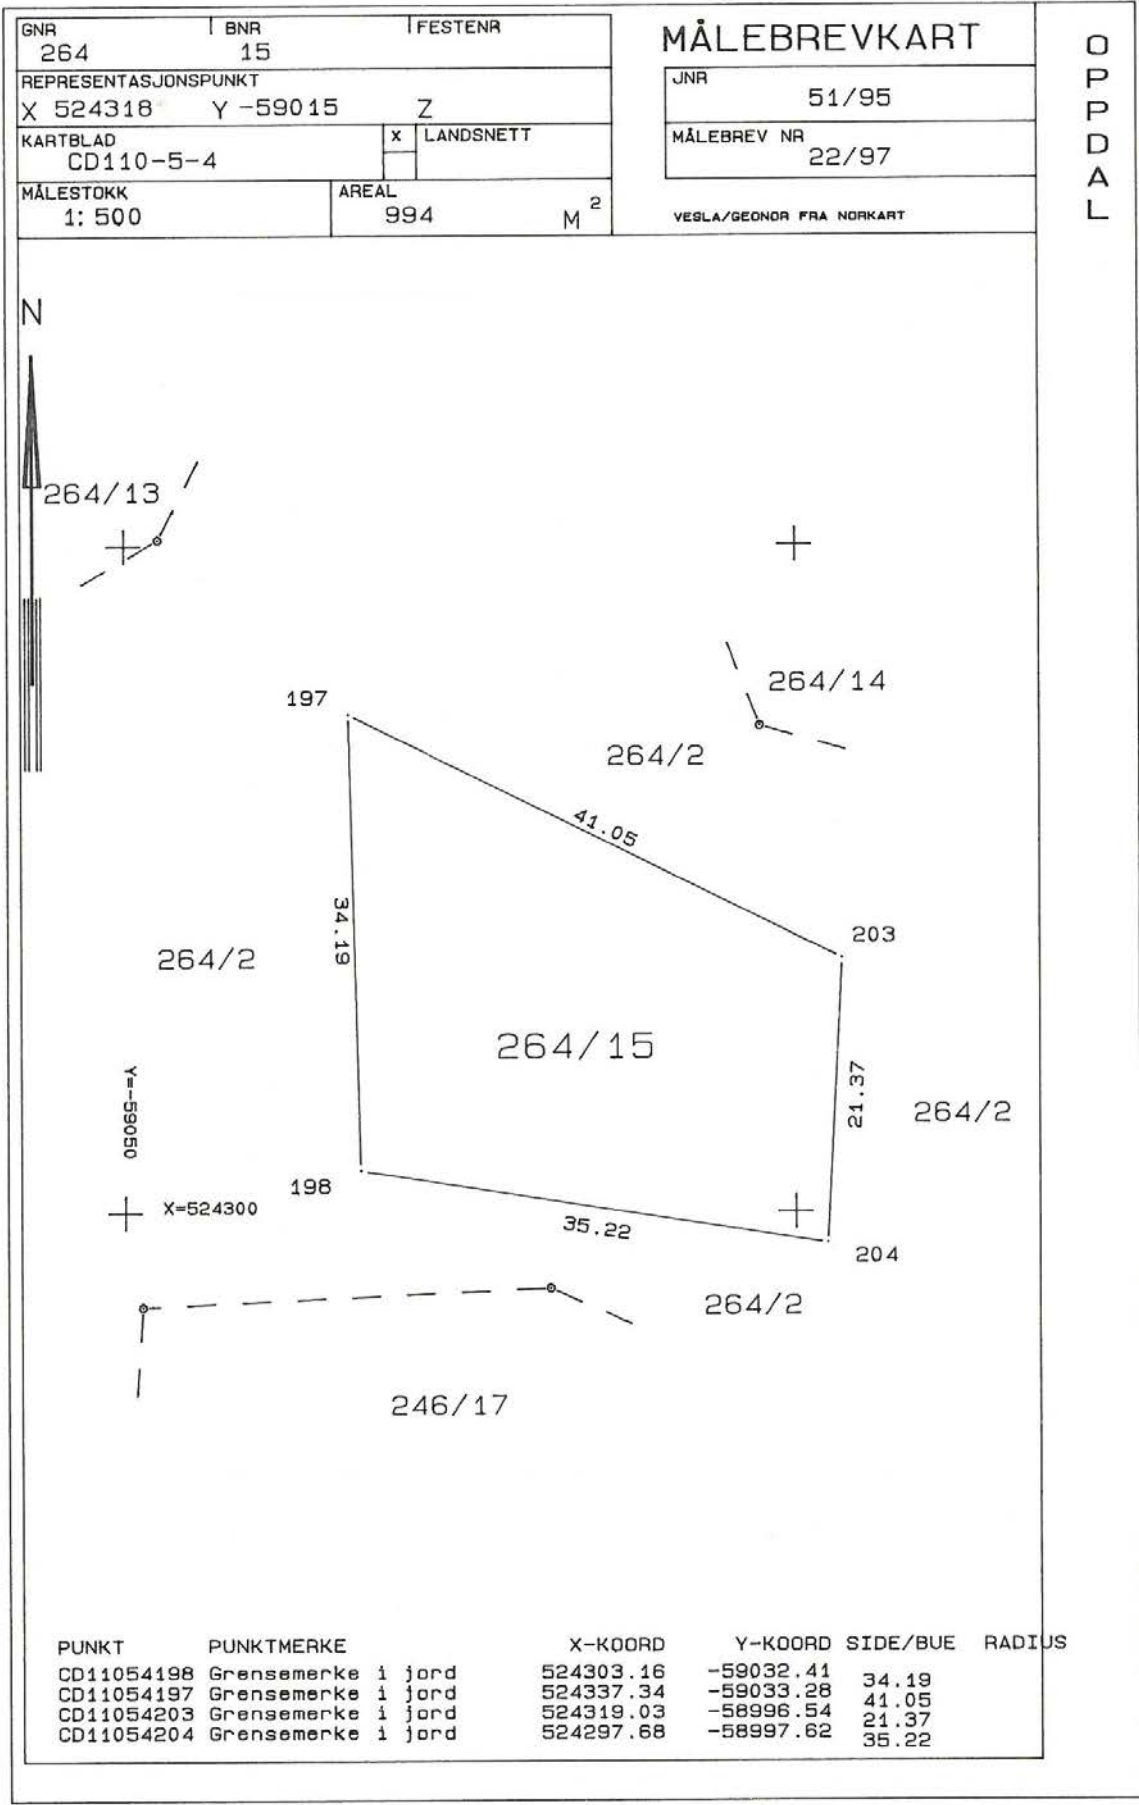 GNR BNR FESTENR
264 15
REPRESENTASJONSPUNKT
X 524318 Y -59015 Z
KARTBLAD X LANDSNETT
CD110-5-4
MÅLESTOKK AREAL
1: 500 994 M 2
MÅLEBREVKART
JNR
51/95
MÅLEBREV NR
22/97
VESLA/GEONOR FRA NORKART
OPPDAL
N
264/13
264/14
197
264/2
41.05
203
34.19
264/2
264/15
21.37
264/2
Y=-59050
198
X=524300
35.22
204
264/2
246/17
PUNKT PUNKTMERKE X-KOORD Y-KOORD SIDE/BUE RADIUS
CD11054198 Grensemerke i jord 524303.16 -59032.41 34.19
CD11054197 Grensemerke i jord 524337.34 -59033.28 41.05
CD11054203 Grensemerke i jord 524319.03 -58996.54 21.37
CD11054204 Grensemerke i jord 524297.68 -58997.62 35.22